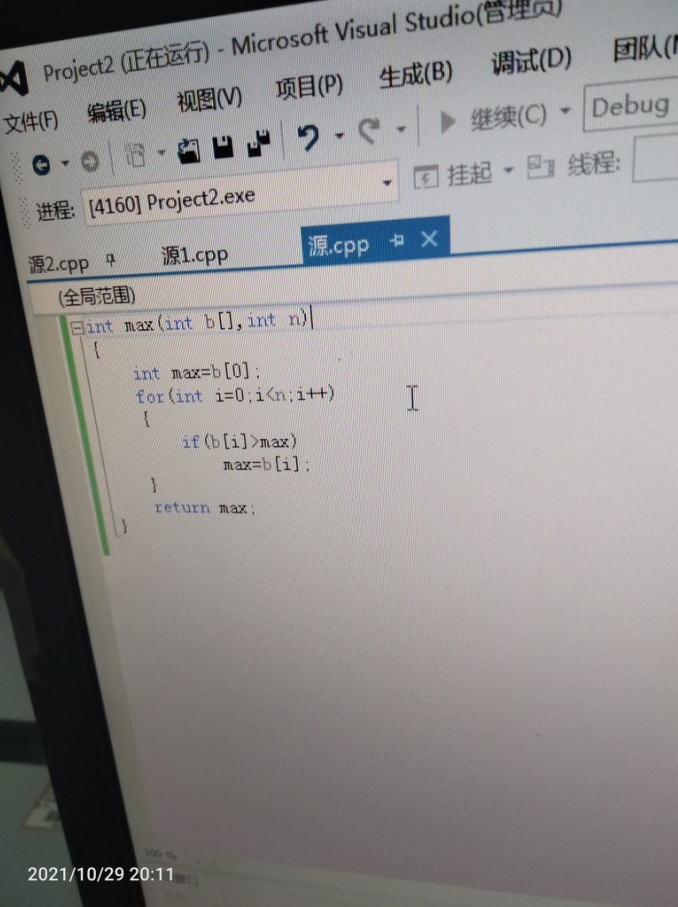 Project2 (正在运行) - Microsoft Visual Studio(管理员)
文件(F) 编辑(E) 视图(V) 项目(P) 生成(B) 调试(D) 团队(
继续(C) Debug
进程: [4160] Project2.exe 挂起 线程:
源2.cpp 源1.cpp 源.cpp
(全局范围)
int max(int b[],int n)
{
int max=b[0];
for(int i=0;i<n;i++)
{
if(b[i]>max)
max=b[i];
}
return max;
}
100 %
2021/10/29 20:11